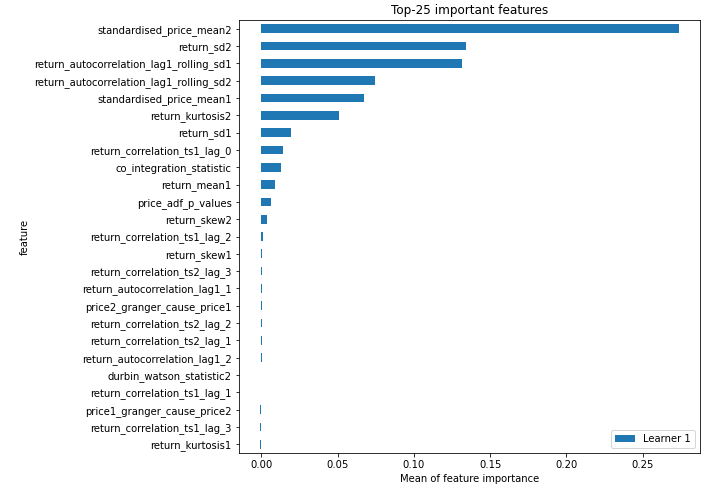 Top-25 important features
standardised_price_mean2
return_sd2
return_autocorrelation_lag1_rolling_sd1
return_autocorrelation_lag1_rolling_sd2
standardised_price_mean1
return_kurtosis2
return_sd1
return_correlation_ts1_lag_0
co_integration_statistic
return_mean1
price_adf_p_values
return_skew2
return_correlation_ts1_lag_2
return_skew1
return_correlation_ts2_lag_3
return_autocorrelation_lag1_1
price2_granger_cause_price1
return_correlation_ts2_lag_2
return_correlation_ts2_lag_1
return_autocorrelation_lag1_2
durbin_watson_statistic2
return_correlation_ts1_lag_1
price1_granger_cause_price2
return_correlation_ts1_lag_3
return_kurtosis1
feature
Learner 1
0.00 0.05 0.10 0.15 0.20 0.25
Mean of feature importance